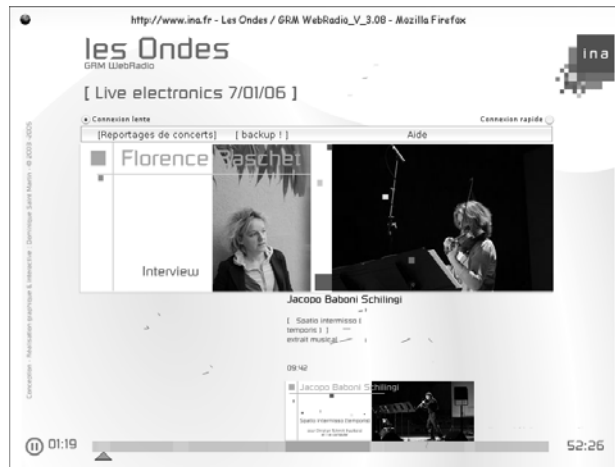 http://www.ina.fr - Les Ondes / GRM WebRadio_V_3.08 - Mozilla Firefox
les Ondes
GRM WebRadio
ina
[ Live electronics 7/01/06 ]
Connexion lente
Connexion rapide
[Reportages de concerts]
[ backup ! ]
Aide
Florence Baschet
Interview
Conception - Réalisation graphique & interactive : Dominique Saint Martin - © 2003-2005
Jacopo Baboni Schilingi
[ Spatio intermisso (
temporis ) ]
extrait musical
09:42
Jacopo Baboni Schilingi
Spatio intermisso (temporis)
01:19
52:26